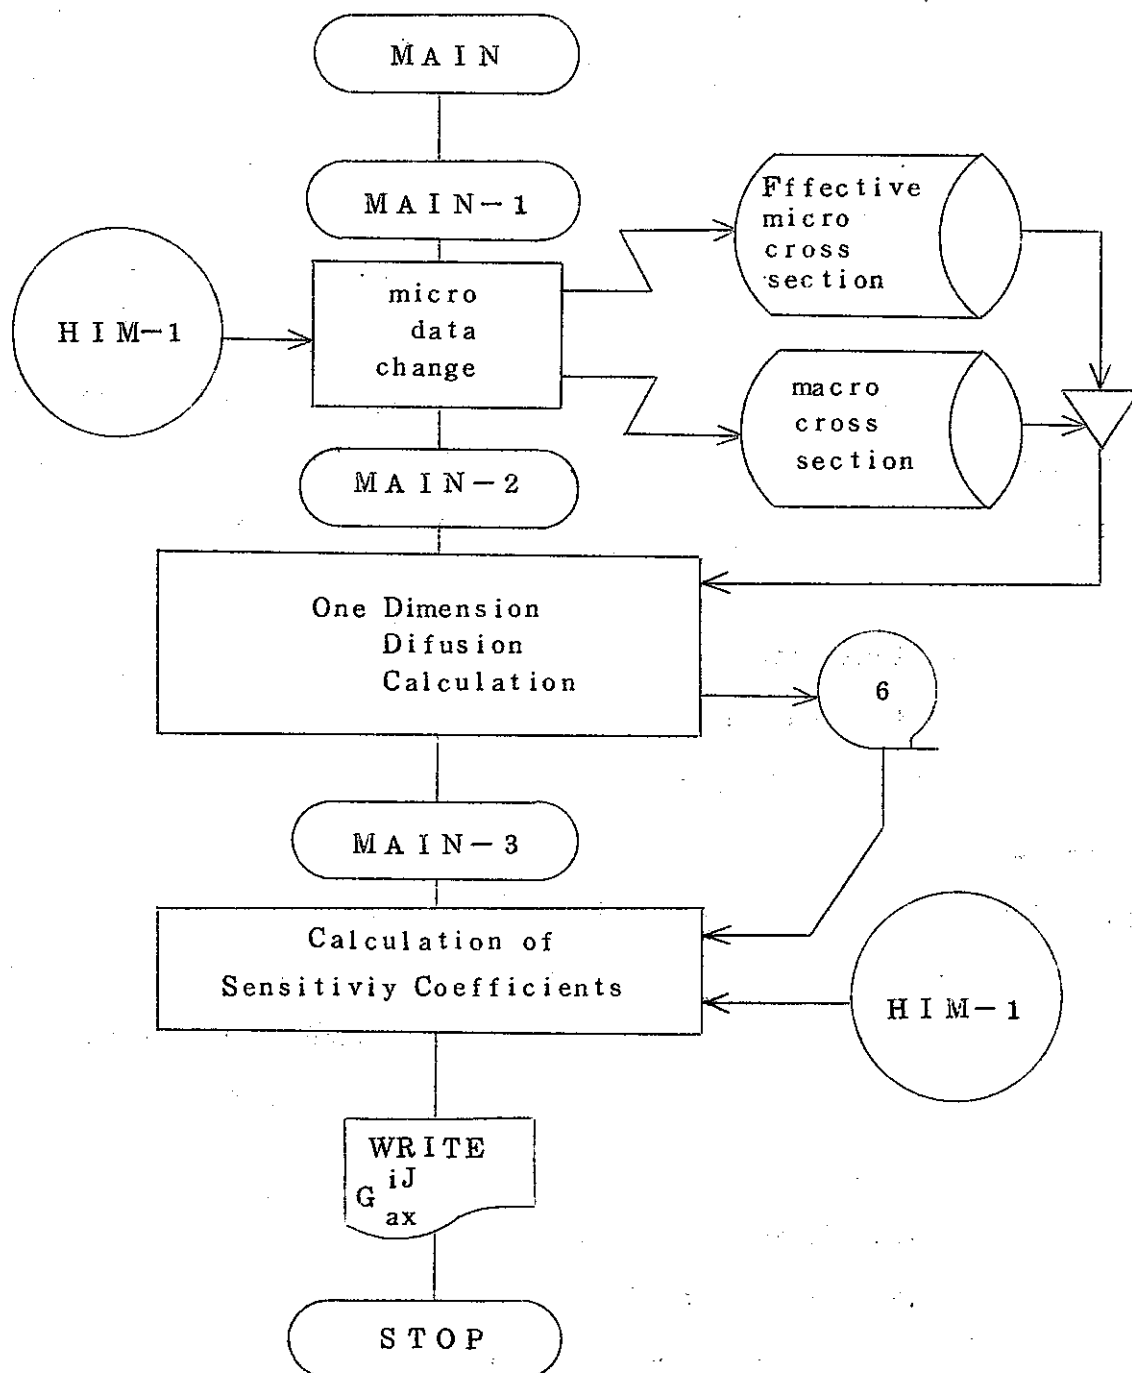 MAIN
MAIN-1
Fffective
micro
cross
section
HIM-1
micro
data
change
macro
cross
section
MAIN-2
One Dimension
Difusion
Calculation
6
MAIN-3
Calculation of
Sensitiviy Coefficients
HIM-1
WRITE
G iJ ax
STOP